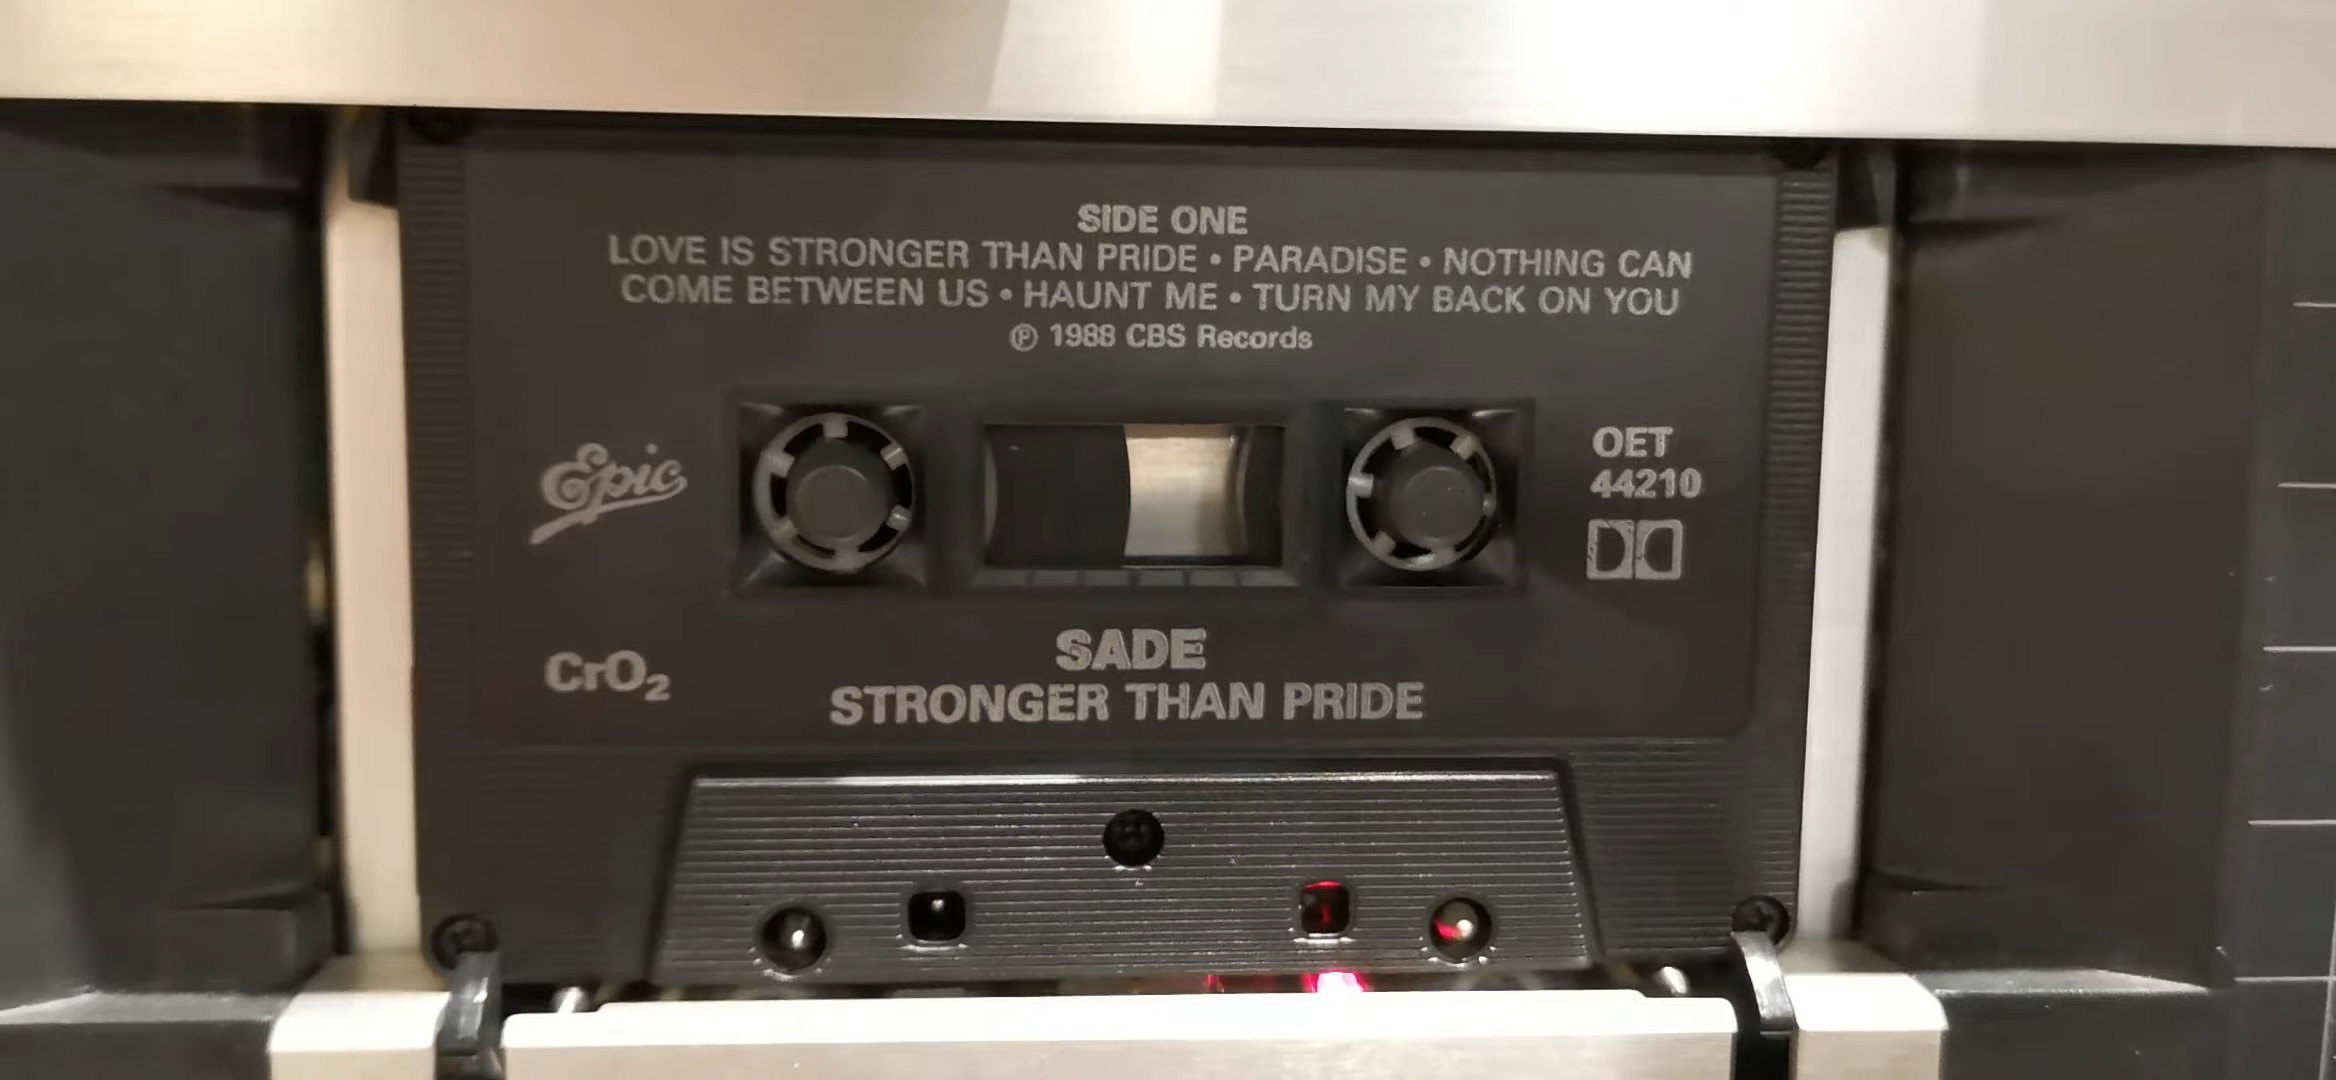 SIDE ONE
LOVE IS STRONGER THAN PRIDE • PARADISE • NOTHING CAN
COME BETWEEN US • HAUNT ME • TURN MY BACK ON YOU
℗ 1988 CBS Records
Epic
OET
44210
CrO₂
SADE
STRONGER THAN PRIDE